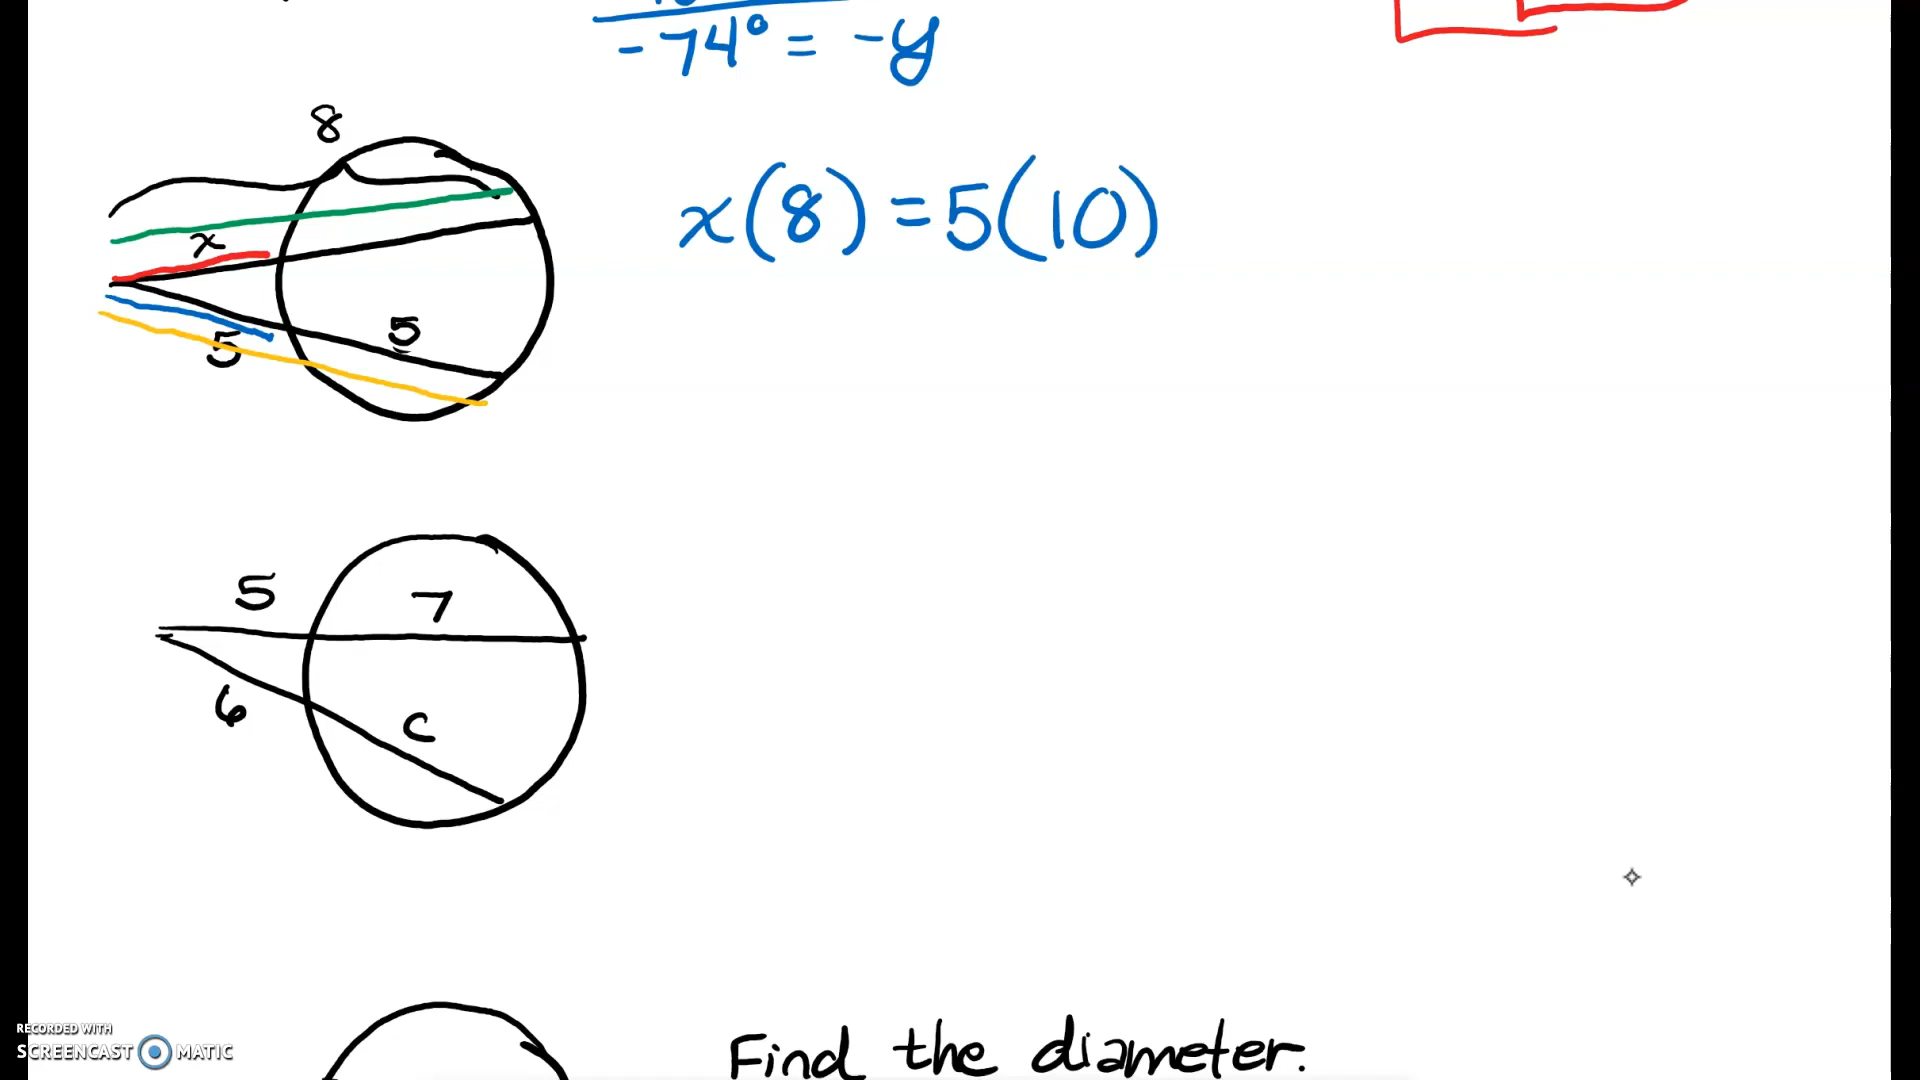 -74° = -y
8
x(8) = 5(10)
x
5
5
5
7
6
c
Find the diameter.
RECORDED WITH
SCREENCAST MATIC